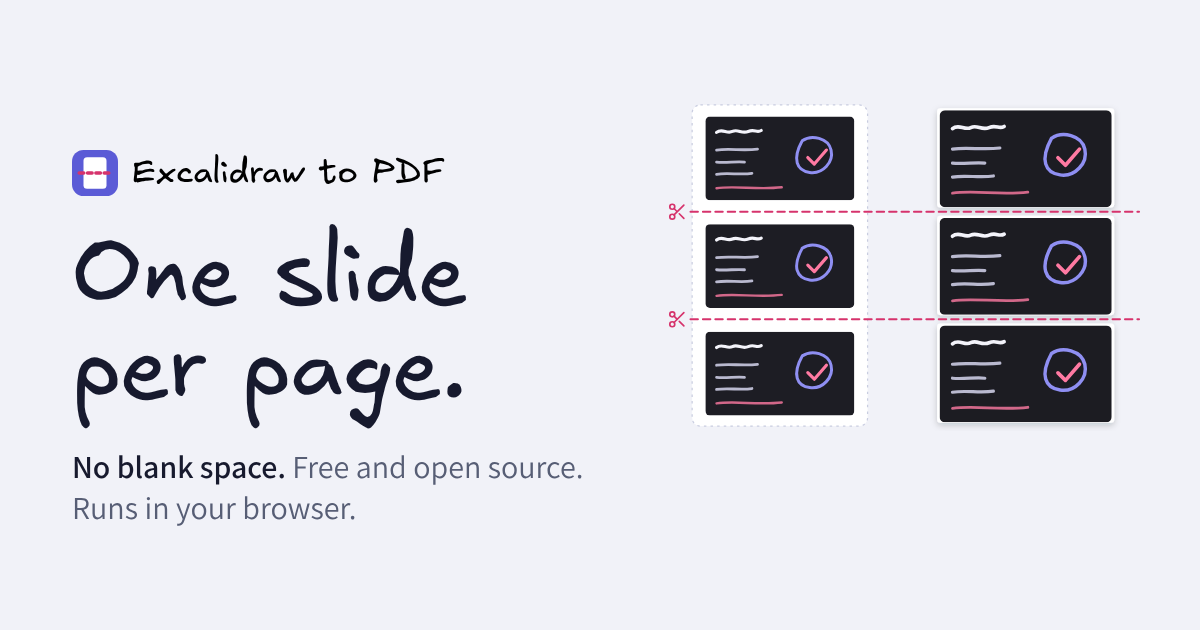 Excalidraw to PDF
One slide
per page.
No blank space. Free and open source.
Runs in your browser.